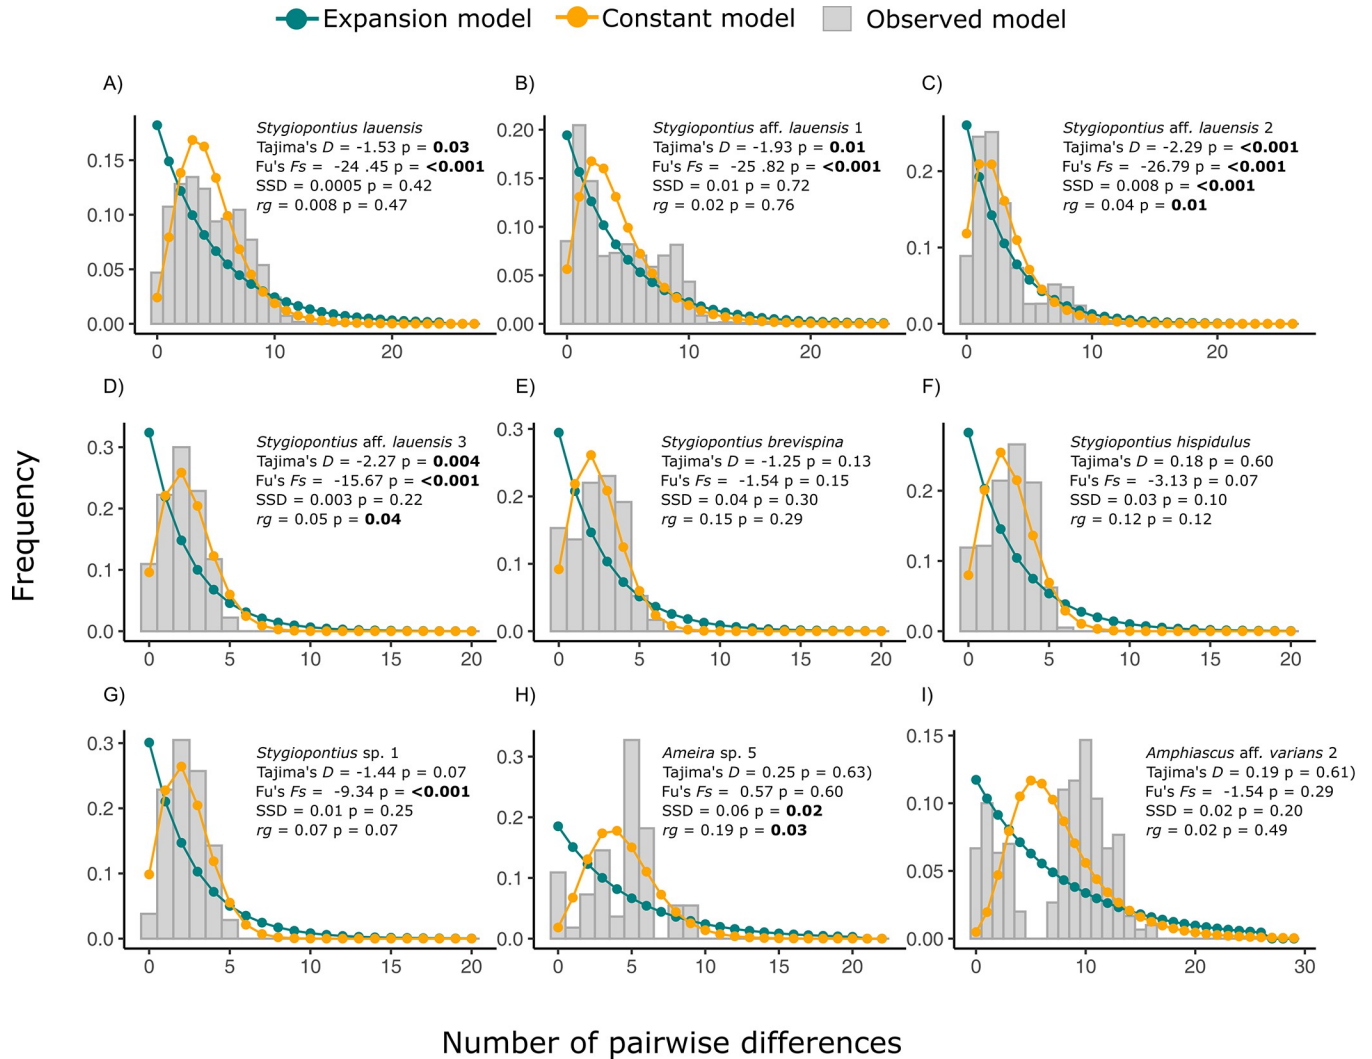 Expansion model Constant model Observed model
A)
Stygiopontius lauensis
Tajima's D = -1.53 p = 0.03
Fu's Fs = -24 .45 p = <0.001
SSD = 0.0005 p = 0.42
rg = 0.008 p = 0.47
0.15
0.10
0.05
0.00
0 10 20
B)
Stygiopontius aff. lauensis 1
Tajima's D = -1.93 p = 0.01
Fu's Fs = -25 .82 p = <0.001
SSD = 0.01 p = 0.72
rg = 0.02 p = 0.76
0.20
0.15
0.10
0.05
0.00
0 10 20
C)
Stygiopontius aff. lauensis 2
Tajima's D = -2.29 p = <0.001
Fu's Fs = -26.79 p = <0.001
SSD = 0.008 p = <0.001
rg = 0.04 p = 0.01
0.2
0.1
0.0
0 10 20
D)
Stygiopontius aff. lauensis 3
Tajima's D = -2.27 p = 0.004
Fu's Fs = -15.67 p = <0.001
SSD = 0.003 p = 0.22
rg = 0.05 p = 0.04
0.3
0.2
0.1
0.0
0 5 10 15 20
E)
Stygiopontius brevispina
Tajima's D = -1.25 p = 0.13
Fu's Fs = -1.54 p = 0.15
SSD = 0.04 p = 0.30
rg = 0.15 p = 0.29
0.3
0.2
0.1
0.0
0 5 10 15 20
F)
Stygiopontius hispidulus
Tajima's D = 0.18 p = 0.60
Fu's Fs = -3.13 p = 0.07
SSD = 0.03 p = 0.10
rg = 0.12 p = 0.12
0.2
0.1
0.0
0 5 10 15 20
G)
Stygiopontius sp. 1
Tajima's D = -1.44 p = 0.07
Fu's Fs = -9.34 p = <0.001
SSD = 0.01 p = 0.25
rg = 0.07 p = 0.07
0.3
0.2
0.1
0.0
0 5 10 15 20
H)
Ameira sp. 5
Tajima's D = 0.25 p = 0.63)
Fu's Fs = 0.57 p = 0.60
SSD = 0.06 p = 0.02
rg = 0.19 p = 0.03
0.3
0.2
0.1
0.0
0 5 10 15 20
I)
Amphiascus aff. varians 2
Tajima's D = 0.19 p = 0.61)
Fu's Fs = -1.54 p = 0.29
SSD = 0.02 p = 0.20
rg = 0.02 p = 0.49
0.15
0.10
0.05
0.00
0 10 20 30
Frequency
Number of pairwise differences